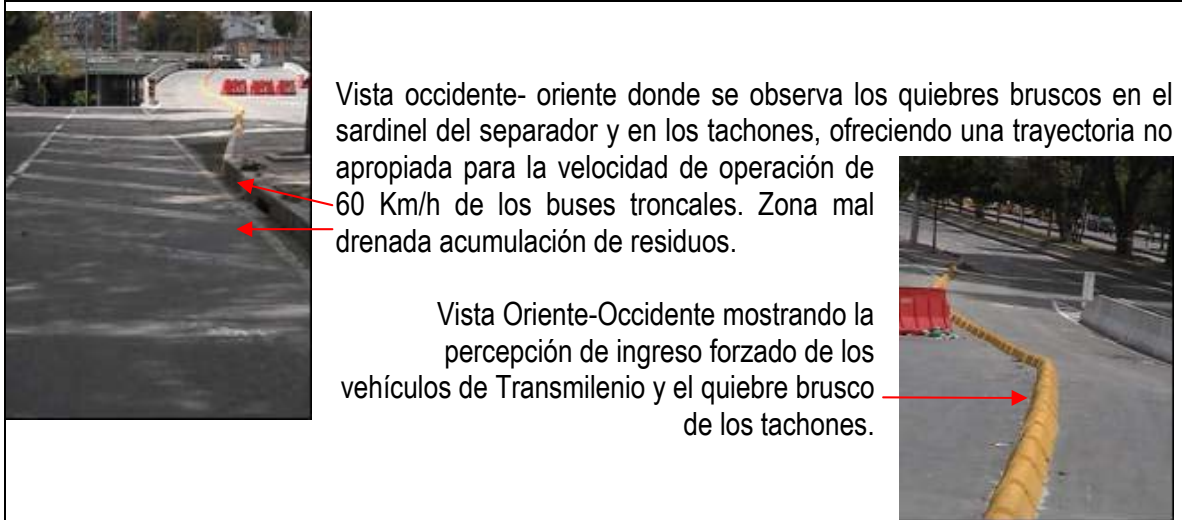 Vista occidente- oriente donde se observa los quiebres bruscos en el
sardinel del separador y en los tachones, ofreciendo una trayectoria no
apropiada para la velocidad de operación de
60 Km/h de los buses troncales. Zona mal
drenada acumulación de residuos.
Vista Oriente-Occidente mostrando la
percepción de ingreso forzado de los
vehículos de Transmilenio y el quiebre brusco
de los tachones.